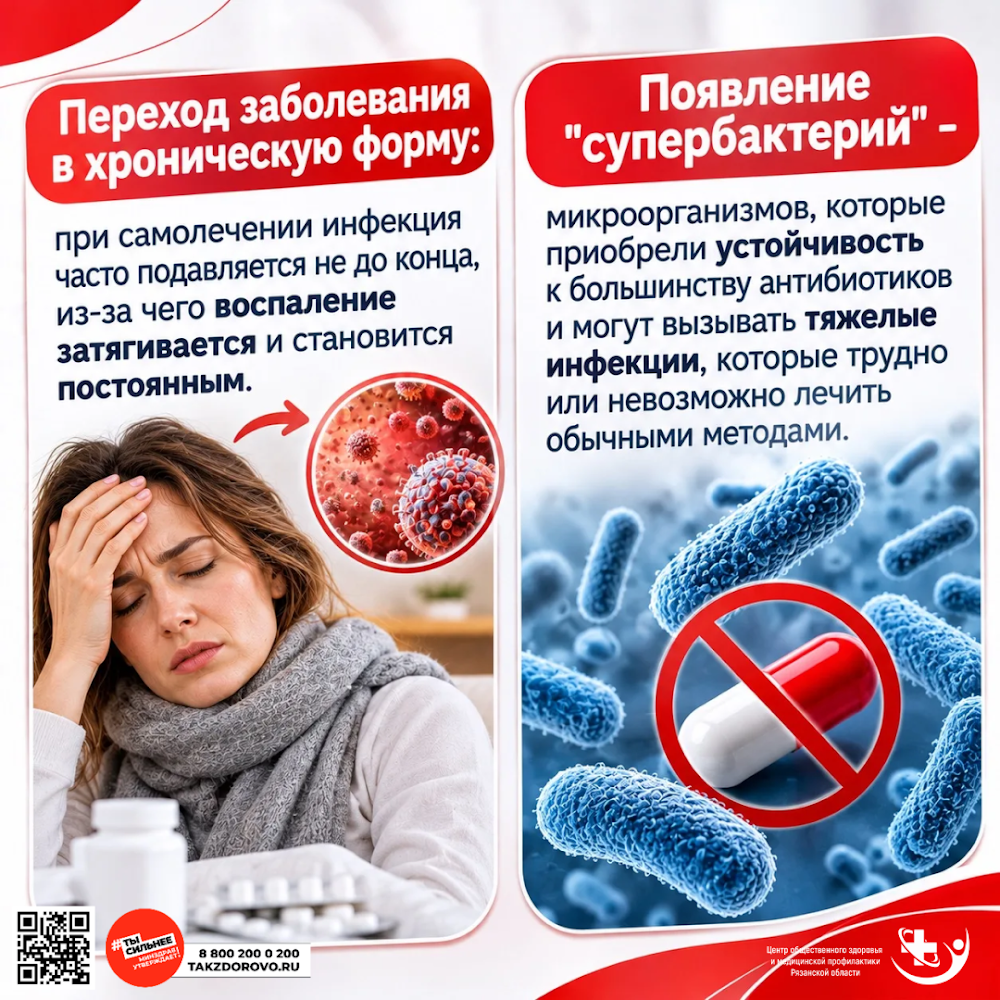 Переход заболевания
в хроническую форму:
при самолечении инфекция
часто подавляется не до конца,
из-за чего воспаление
затягивается и становится
постоянным.
Появление
"супербактерий" -
микроорганизмов, которые
приобрели устойчивость
к большинству антибиотиков
и могут вызывать тяжелые
инфекции, которые трудно
или невозможно лечить
обычными методами.
#ТЫ
СИЛЬНЕЕ
МИНЗДРАВ
УТВЕРЖДАЕТ!
8 800 200 0 200
TAKZDOROVO.RU
Центр общественного здоровья
и медицинской профилактики
Рязанской области